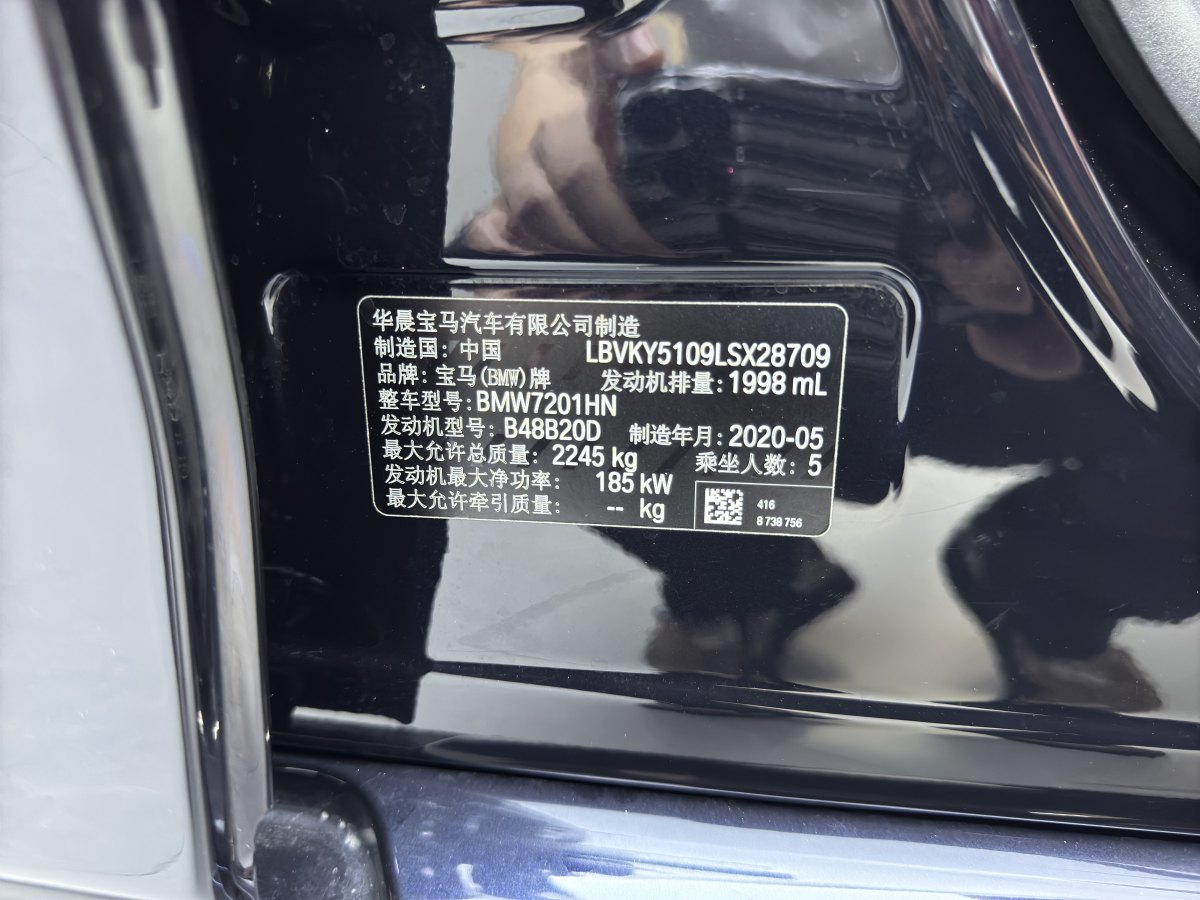 华晨宝马汽车有限公司制造
制造国：中国 LBVKY5109LSX28709
品牌：宝马(BMW)牌 发动机排量：1998 mL
整车型号：BMW7201HN
发动机型号：B48B20D 制造年月：2020-05
最大允许总质量：2245 kg 乘坐人数：5
发动机最大净功率： 185 kW
最大允许牵引质量： -- kg
416
8 738 756